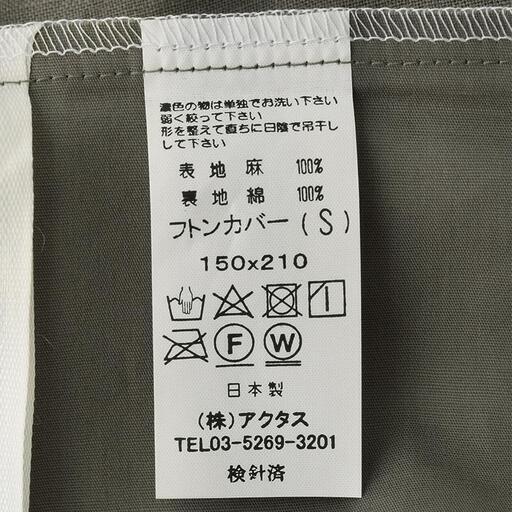 濃色の物は単独でお洗い下さい
弱く絞って下さい
形を整えて直ちに日陰で吊干し
して下さい
表地 麻 100%
裏地 綿 100%
フトンカバー(S)
150x210
F W
日本製
(株)アクタス
TEL03-5269-3201
検針済